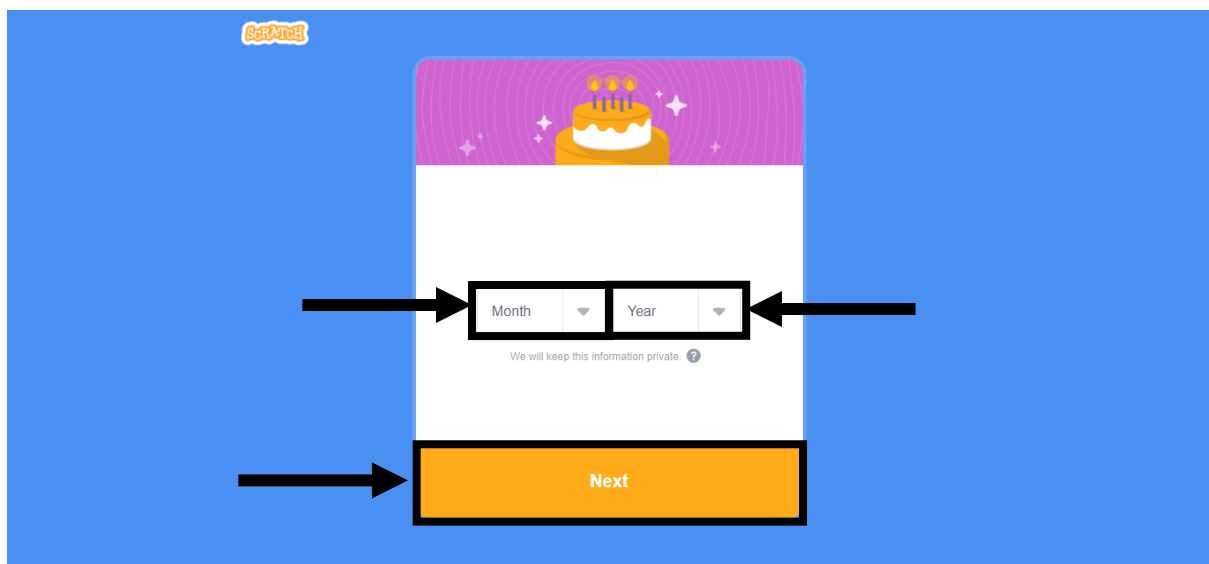 SCRATCH
Month
Year
We will keep this information private. ?
Next